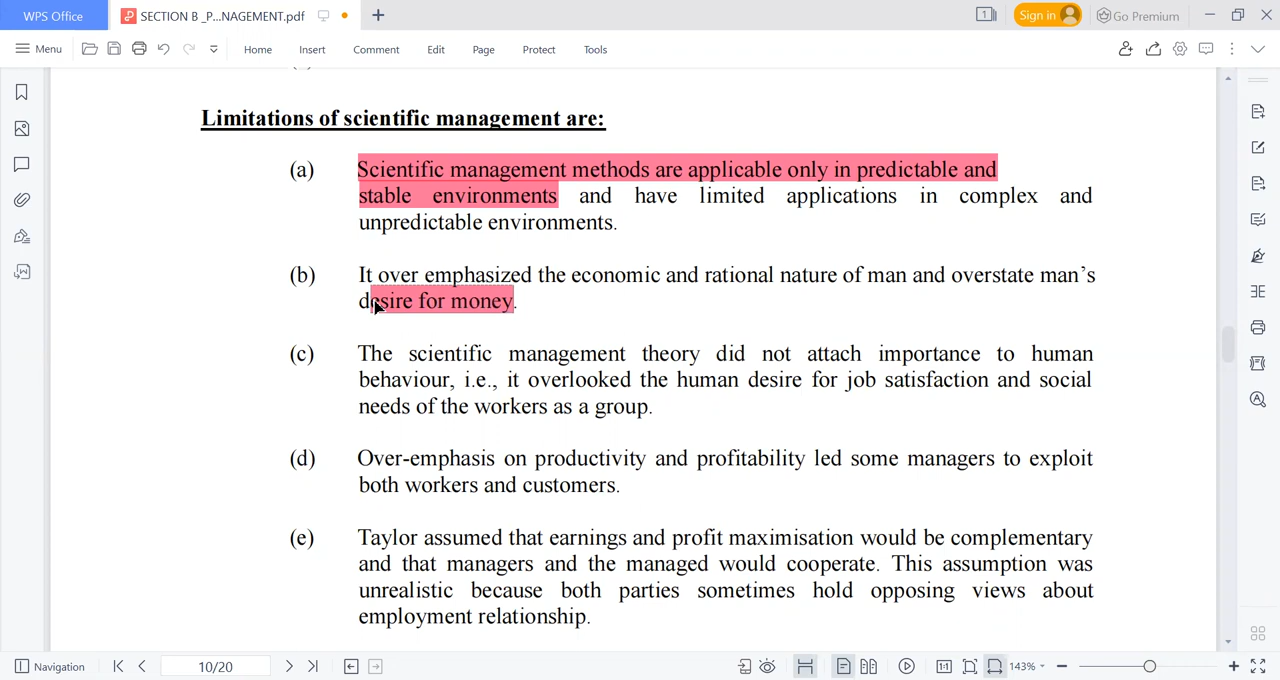 WPS Office
SECTION B _P...NAGEMENT.pdf
Sign in
Go Premium
Menu
Home
Insert
Comment
Edit
Page
Protect
Tools
Limitations of scientific management are:
(a) Scientific management methods are applicable only in predictable and
stable environments and have limited applications in complex and
unpredictable environments.
(b) It over emphasized the economic and rational nature of man and overstate man's
desire for money.
(c) The scientific management theory did not attach importance to human
behaviour, i.e., it overlooked the human desire for job satisfaction and social
needs of the workers as a group.
(d) Over-emphasis on productivity and profitability led some managers to exploit
both workers and customers.
(e) Taylor assumed that earnings and profit maximisation would be complementary
and that managers and the managed would cooperate. This assumption was
unrealistic because both parties sometimes hold opposing views about
employment relationship.
Navigation
10/20
1:1
143%